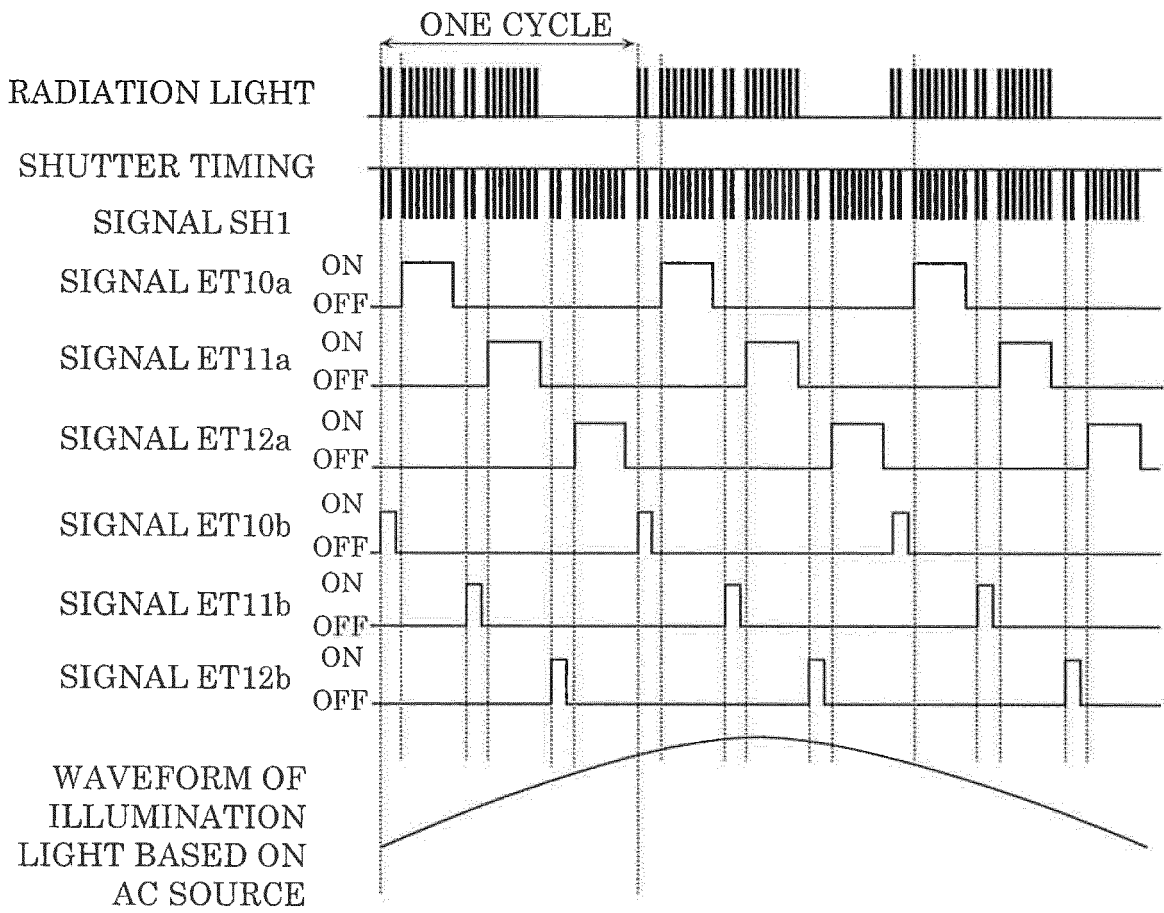 ONE CYCLE
RADIATION LIGHT
SHUTTER TIMING
SIGNAL SH1
SIGNAL ET10a
ON
OFF
SIGNAL ET11a
ON
OFF
SIGNAL ET12a
ON
OFF
SIGNAL ET10b
ON
OFF
SIGNAL ET11b
ON
OFF
SIGNAL ET12b
ON
OFF
WAVEFORM OF
ILLUMINATION
LIGHT BASED ON
AC SOURCE